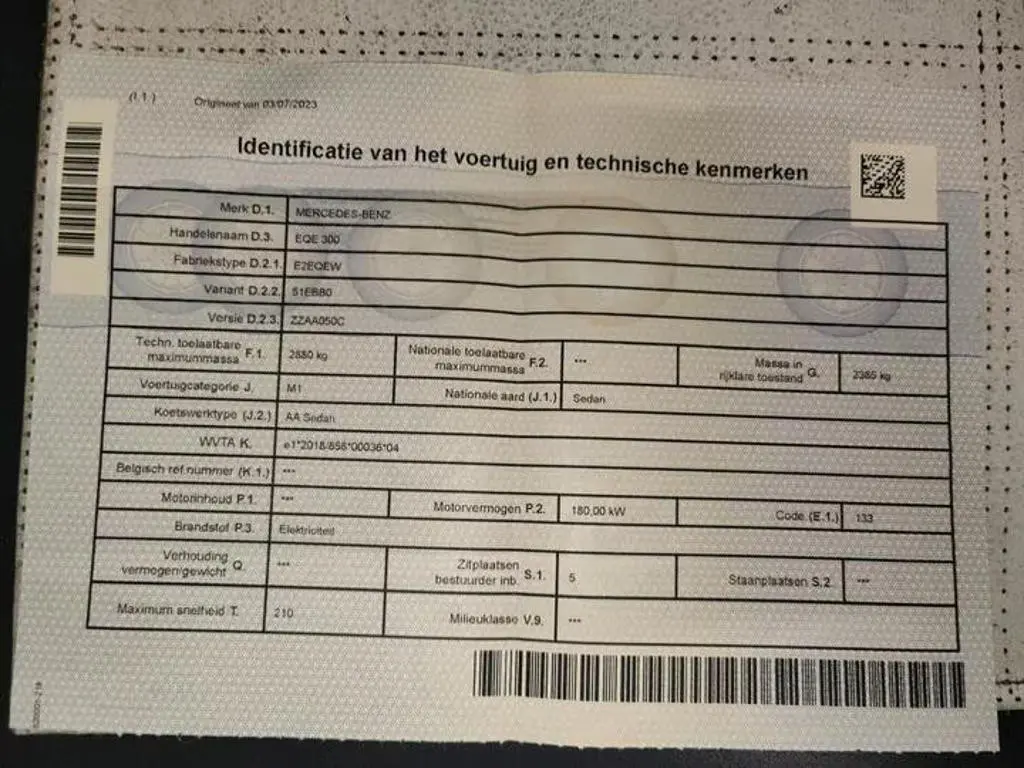 (I.1.) Origineel van 03/07/2023
Identificatie van het voertuig en technische kenmerken
Merk D.1. MERCEDES-BENZ
Handelsnaam D.3. EQE 300
Fabriekstype D.2.1. E2EQEW
Variant D.2.2. 51EBB0
Versie D.2.3. ZZAA050C
Techn. toelaatbare maximummassa F.1. 2880 kg Nationale toelaatbare maximummassa F.2. --- Massa in rijklare toestand G. 2385 kg
Voertuigcategorie J. M1 Nationale aard (J.1.) Sedan
Koetswerktype (J.2.) AA Sedan
WVTA K. e1*2018/858*00036*04
Belgisch ref.nummer (K.1.) ---
Motorinhoud P.1. --- Motorvermogen P.2. 180,00 kW Code (E.1.) 133
Brandstof P.3. Elektriciteit
Verhouding vermogen/gewicht Q. --- Zitplaatsen bestuurder inb. S.1. 5 Staanplaatsen S.2. ---
Maximum snelheid T. 210 Milieuklasse V.9. ---